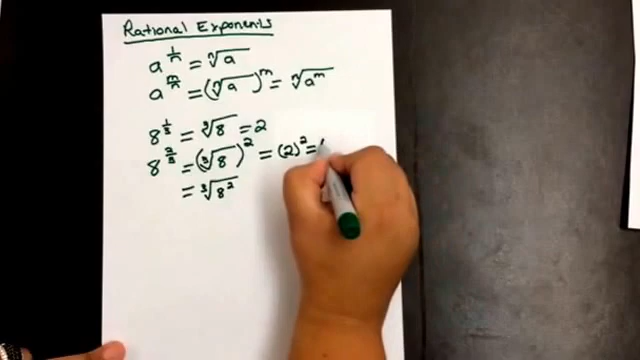 Rational Exponents
a^(1/n) = ⁿ√a
a^(m/n) = (ⁿ√a)^m = ⁿ√a^m
8^(1/3) = ³√8 = 2
8^(2/3) = (³√8)^2 = (2)^2 =
= ³√8^2